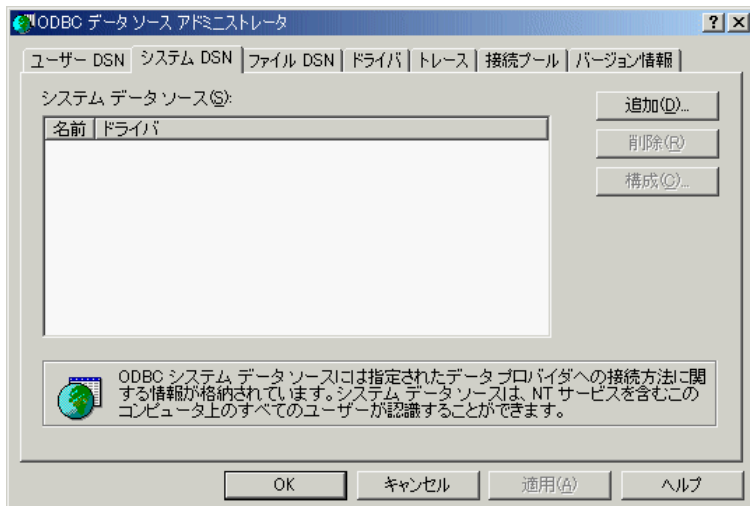 ODBC データ ソース アドミニストレータ
ユーザー DSN システム DSN ファイル DSN ドライバ トレース 接続プール バージョン情報
システム データ ソース(S):
追加(D)...
名前 ドライバ
削除(R)
構成(C)...
ODBC システム データ ソースには指定されたデータ プロバイダへの接続方法に関
する情報が格納されています。システム データ ソースは、NT サービスを含むこの
コンピュータ上のすべてのユーザーが認識することができます。
OK キャンセル 適用(A) ヘルプ